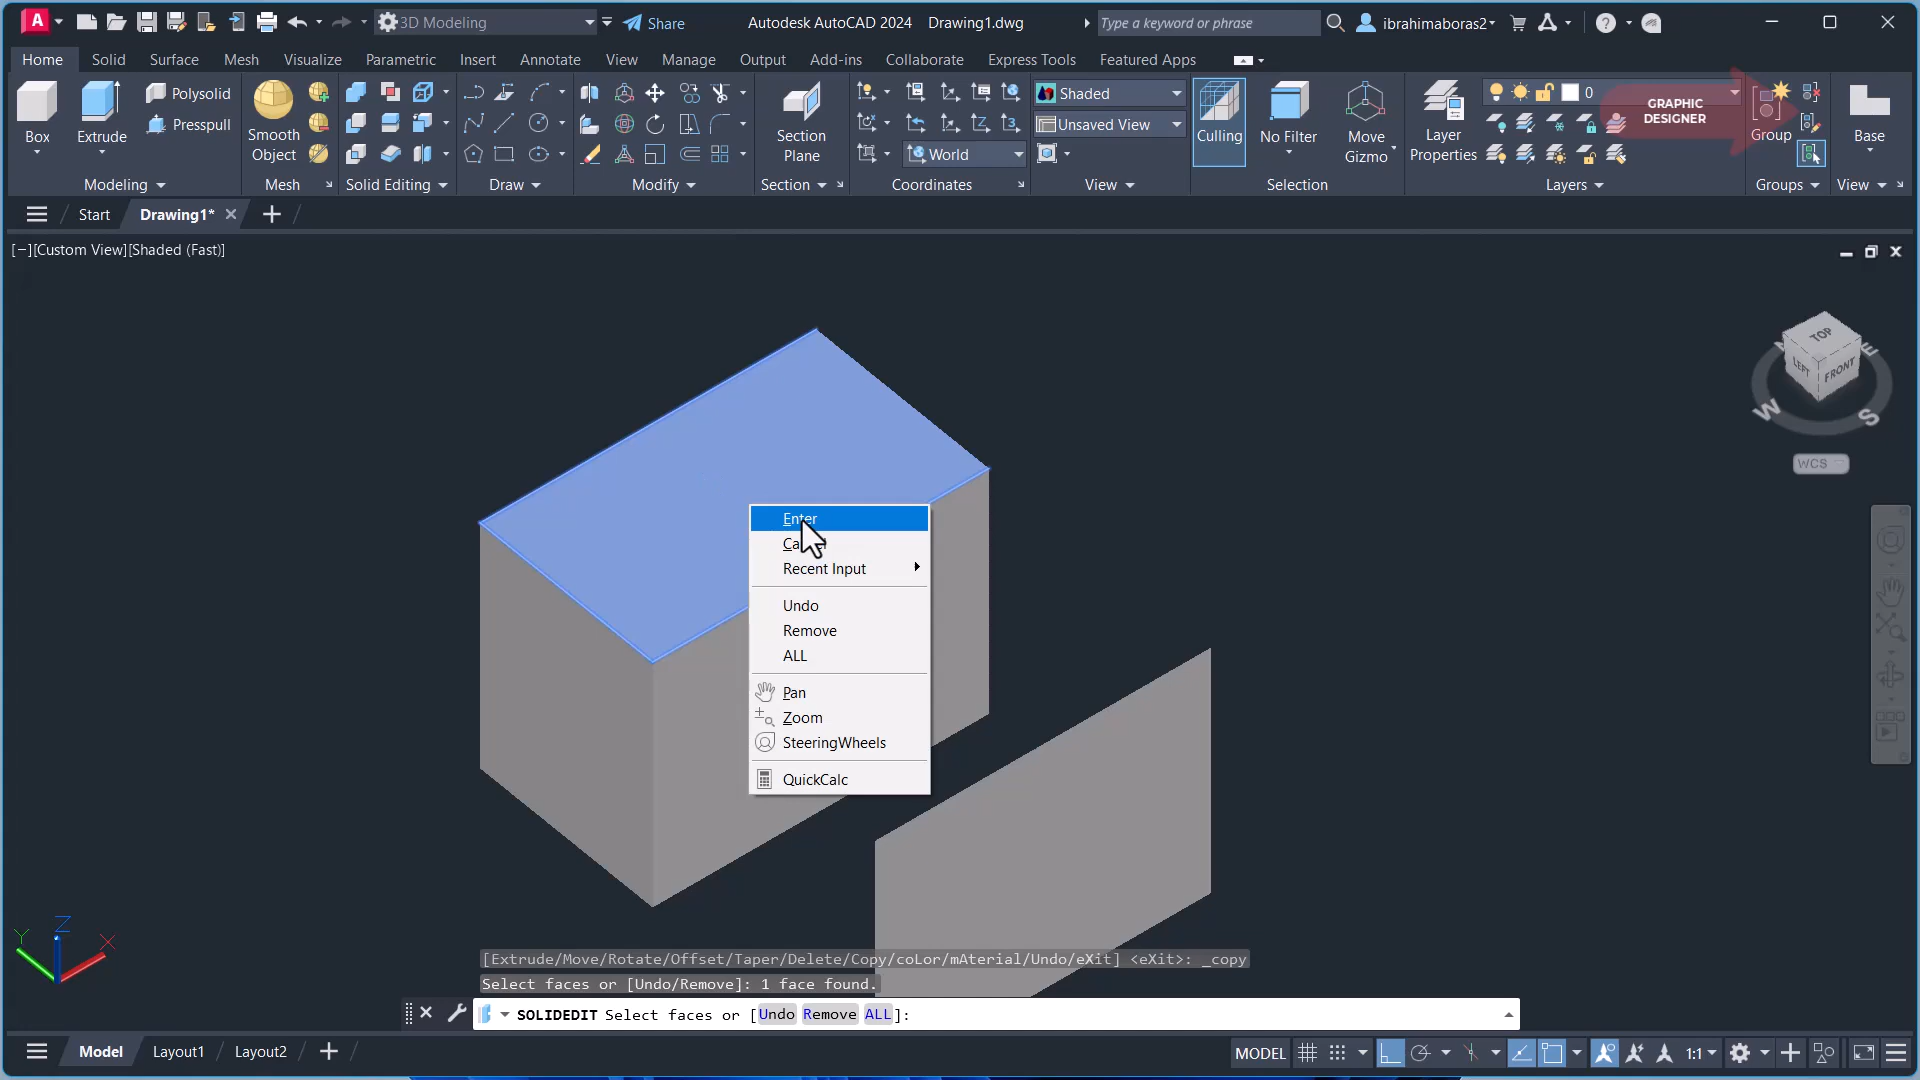 A
3D Modeling
Share
Autodesk AutoCAD 2024 Drawing1.dwg
Type a keyword or phrase
ibrahimaboras2
Home Solid Surface Mesh Visualize Parametric Insert Annotate View Manage Output Add-ins Collaborate Express Tools Featured Apps
Box
Extrude
Polysolid
Presspull
Smooth
Object
Section
Plane
Shaded
Unsaved View
World
Culling
No Filter
Move
Gizmo
Layer
Properties
0
GRAPHIC
DESIGNER
Group
Base
Modeling
Mesh
Solid Editing
Draw
Modify
Section
Coordinates
View
Selection
Layers
Groups
View
Start
Drawing1*
[−][Custom View][Shaded (Fast)]
TOP
LEFT
FRONT
E
W
S
WCS
Enter
Recent Input
Undo
Remove
ALL
Pan
Zoom
SteeringWheels
QuickCalc
Z
Y
X
[Extrude/Move/Rotate/Offset/Taper/Delete/Copy/coLor/mAterial/Undo/eXit] <eXit>: _copy
Select faces or [Undo/Remove]: 1 face found.
SOLIDEDIT Select faces or [Undo Remove ALL]:
Model
Layout1
Layout2
MODEL
1:1